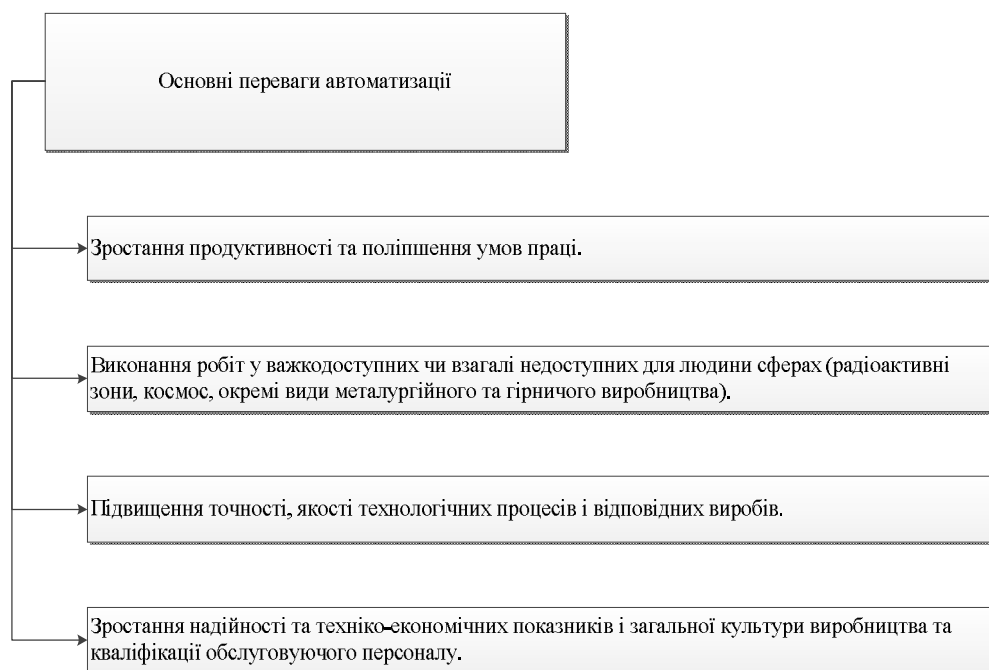 Основні переваги автоматизації
Зростання продуктивності та поліпшення умов праці.
Виконання робіт у важкодоступних чи взагалі недоступних для людини сферах (радіоактивні
зони, космос, окремі види металургійного та гірничого виробництва).
Підвищення точності, якості технологічних процесів і відповідних виробів.
Зростання надійності та техніко-економічних показників і загальної культури виробництва та
кваліфікації обслуговуючого персоналу.